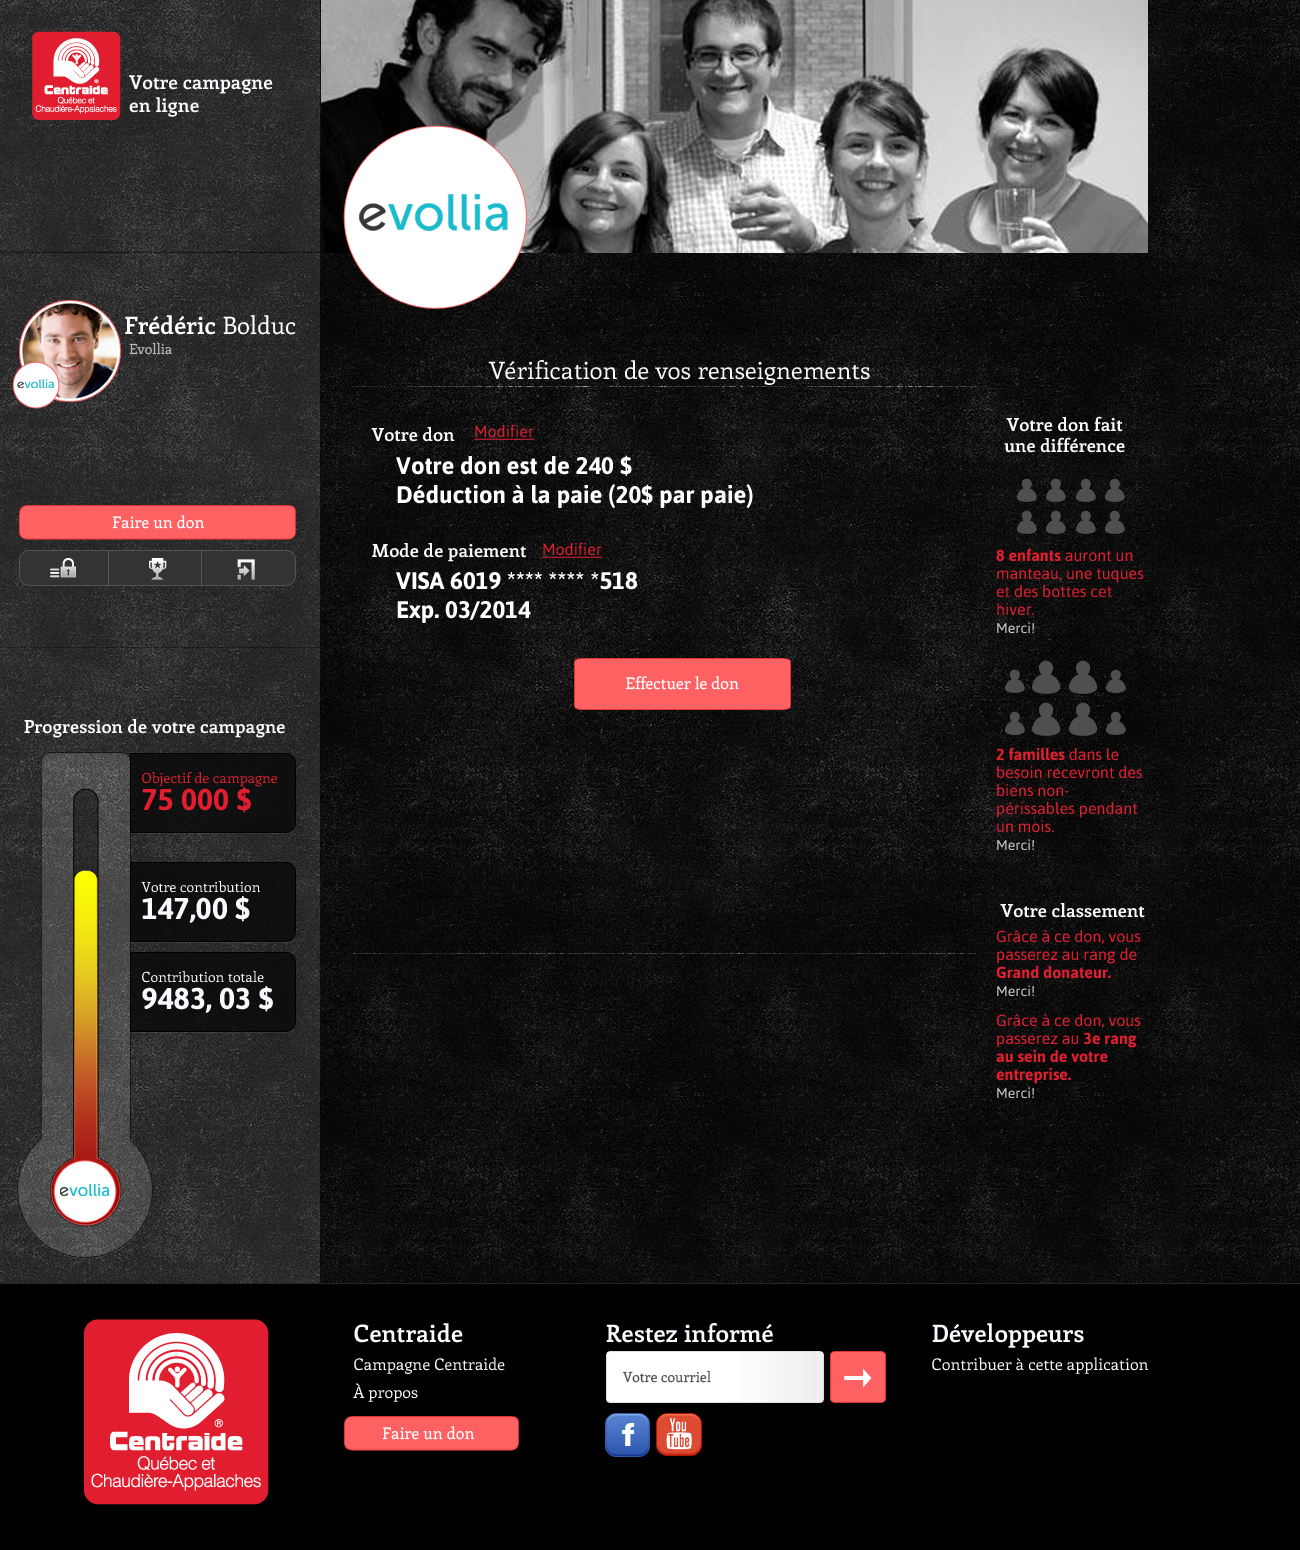 Centraide
Québec et
Chaudière-Appalaches
Votre campagne
en ligne
evollia
Frédéric Bolduc
Evollia
evollia
Faire un don
Progression de votre campagne
Objectif de campagne
75 000 $
Votre contribution
147,00 $
Contribution totale
9483, 03 $
evollia
Vérification de vos renseignements
Votre don Modifier
Votre don est de 240 $
Déduction à la paie (20$ par paie)
Mode de paiement Modifier
VISA 6019 **** **** *518
Exp. 03/2014
Effectuer le don
Votre don fait
une différence
8 enfants auront un
manteau, une tuques
et des bottes cet
hiver.
Merci!
2 familles dans le
besoin recevront des
biens non-
périssables pendant
un mois.
Merci!
Votre classement
Grâce à ce don, vous
passerez au rang de
Grand donateur.
Merci!
Grâce à ce don, vous
passerez au 3e rang
au sein de votre
entreprise.
Merci!
Centraide
Québec et
Chaudière-Appalaches
®
Centraide
Campagne Centraide
À propos
Faire un don
Restez informé
Votre courriel
f
You
Tube
Développeurs
Contribuer à cette application